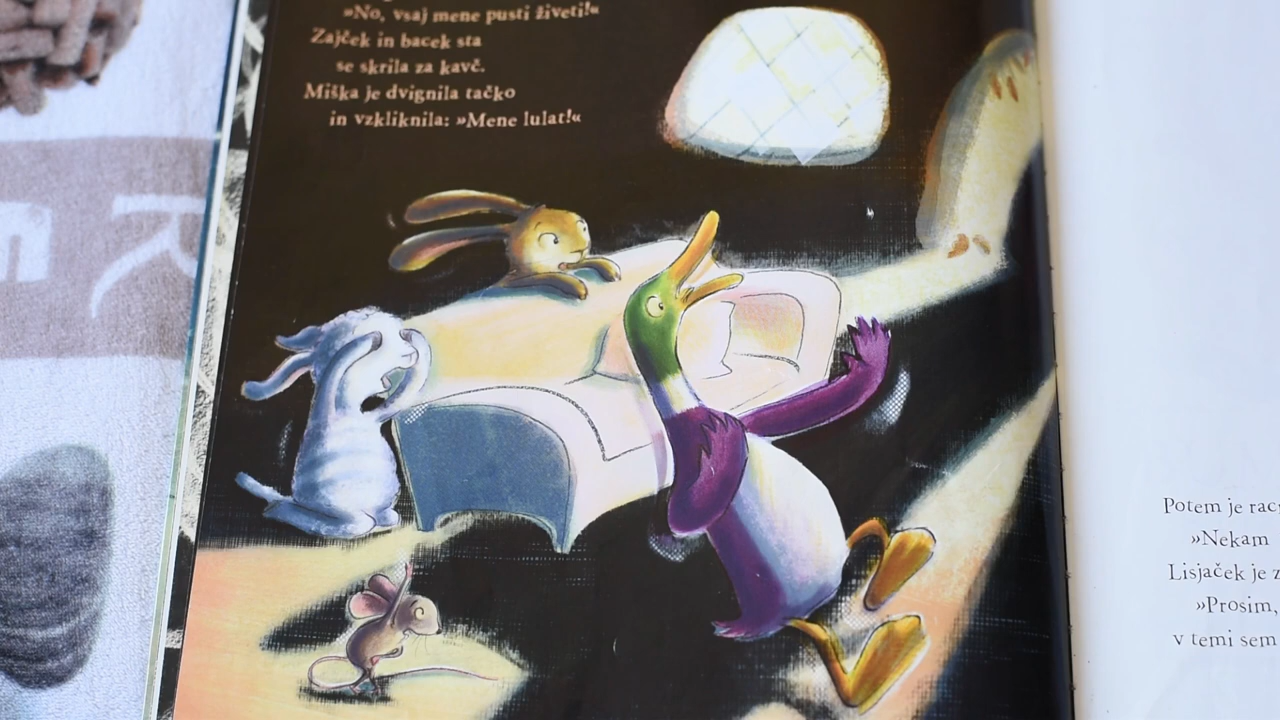 »No, vsaj mene pusti živeti!«
Zajček in bacek sta
se skrila za kavč.
Miška je dvignila tačko
in vzkliknila: »Mene lulat!«
Potem je
»Nekam
Lisjaček je
»Prosim,
v temi sem